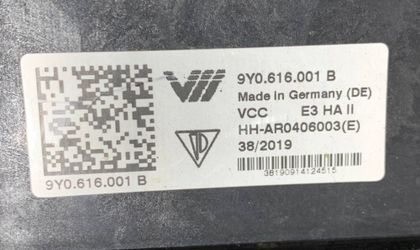 9Y0.616.001 B
Made in Germany (DE)
VCC E3 HA II
HH-AR0406003(E)
38/2019
9Y0.616.001 B
38190914124515